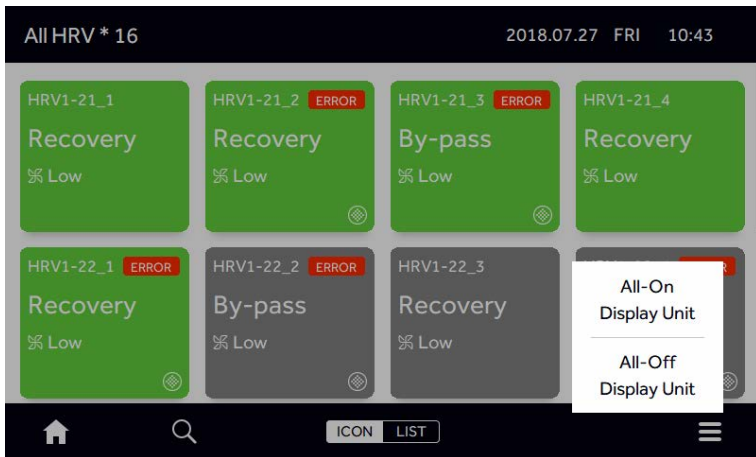 All HRV * 16
2018.07.27 FRI 10:43
HRV1-21_1
Recovery
Low
HRV1-21_2 ERROR
Recovery
Low
HRV1-21_3 ERROR
By-pass
Low
HRV1-21_4
Recovery
Low
HRV1-22_1 ERROR
Recovery
Low
HRV1-22_2 ERROR
By-pass
Low
HRV1-22_3
Recovery
Low
All-On
Display Unit
All-Off
Display Unit
ICON LIST